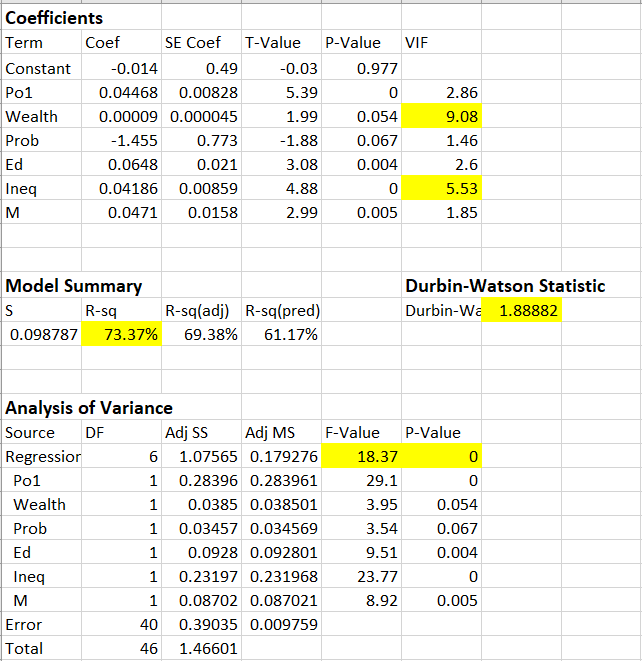 Coefficients
Term Coef SE Coef T-Value P-Value VIF
Constant -0.014 0.49 -0.03 0.977
Po1 0.04468 0.00828 5.39 0 2.86
Wealth 0.00009 0.000045 1.99 0.054 9.08
Prob -1.455 0.773 -1.88 0.067 1.46
Ed 0.0648 0.021 3.08 0.004 2.6
Ineq 0.04186 0.00859 4.88 0 5.53
M 0.0471 0.0158 2.99 0.005 1.85
Model Summary Durbin-Watson Statistic
S R-sq R-sq(adj) R-sq(pred) Durbin-Wa 1.88882
0.098787 73.37% 69.38% 61.17%
Analysis of Variance
Source DF Adj SS Adj MS F-Value P-Value
Regression 6 1.07565 0.179276 18.37 0
Po1 1 0.28396 0.283961 29.1 0
Wealth 1 0.0385 0.038501 3.95 0.054
Prob 1 0.03457 0.034569 3.54 0.067
Ed 1 0.0928 0.092801 9.51 0.004
Ineq 1 0.23197 0.231968 23.77 0
M 1 0.08702 0.087021 8.92 0.005
Error 40 0.39035 0.009759
Total 46 1.46601